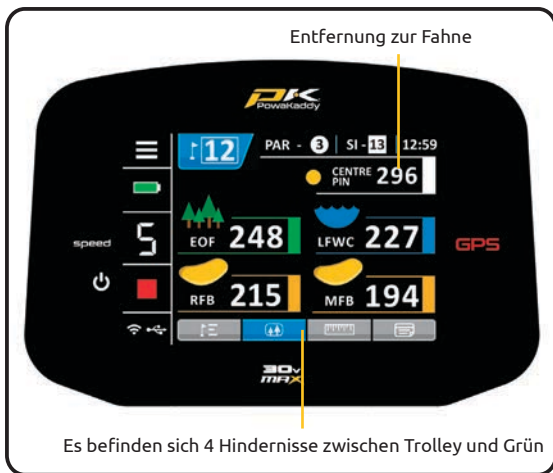 Entfernung zur Fahne
PK
PowaKaddy
12 PAR - 3 SI - 13 12:59
CENTRE PIN 296
EOF 248 LFWC 227
speed 5 GPS
RFB 215 MFB 194
30v
MAX
Es befinden sich 4 Hindernisse zwischen Trolley und Grün